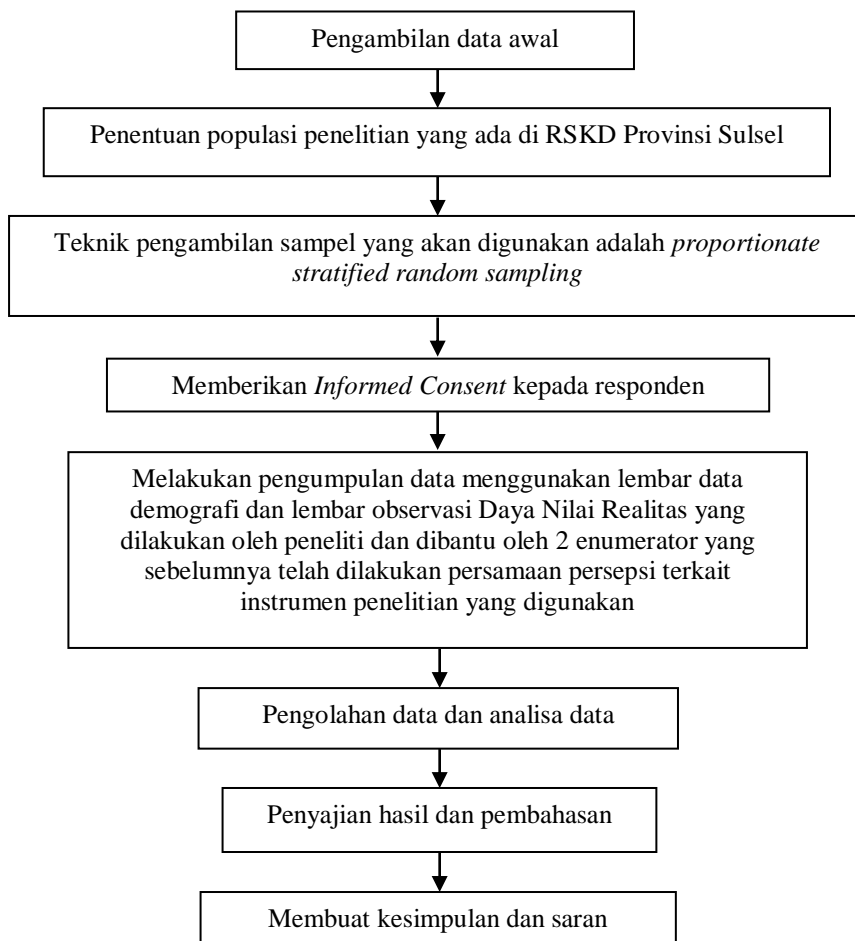 Pengambilan data awal
Penentuan populasi penelitian yang ada di RSKD Provinsi Sulsel
Teknik pengambilan sampel yang akan digunakan adalah proportionate
stratified random sampling
Memberikan Informed Consent kepada responden
Melakukan pengumpulan data menggunakan lembar data
demografi dan lembar observasi Daya Nilai Realitas yang
dilakukan oleh peneliti dan dibantu oleh 2 enumerator yang
sebelumnya telah dilakukan persamaan persepsi terkait
instrumen penelitian yang digunakan
Pengolahan data dan analisa data
Penyajian hasil dan pembahasan
Membuat kesimpulan dan saran